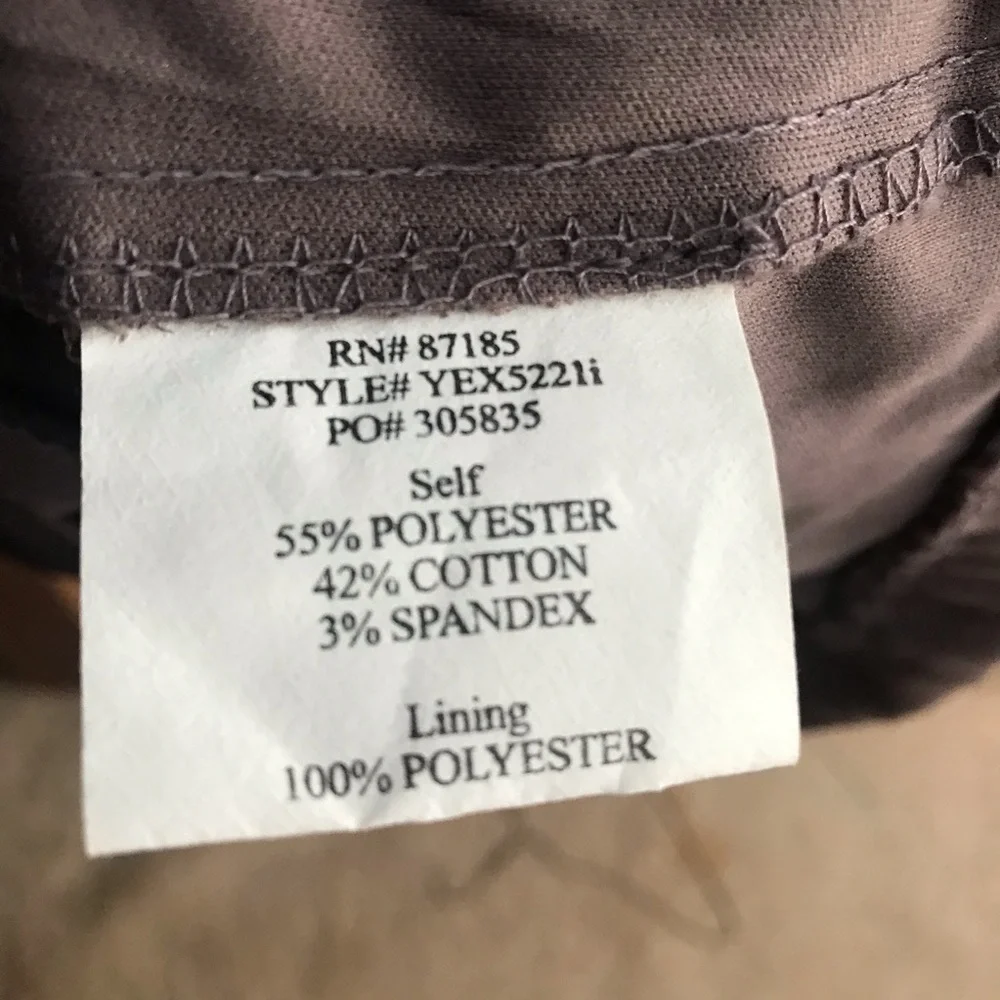 RN# 87185
STYLE# YEX5221i
PO# 305835
Self
55% POLYESTER
42% COTTON
3% SPANDEX
Lining
100% POLYESTER